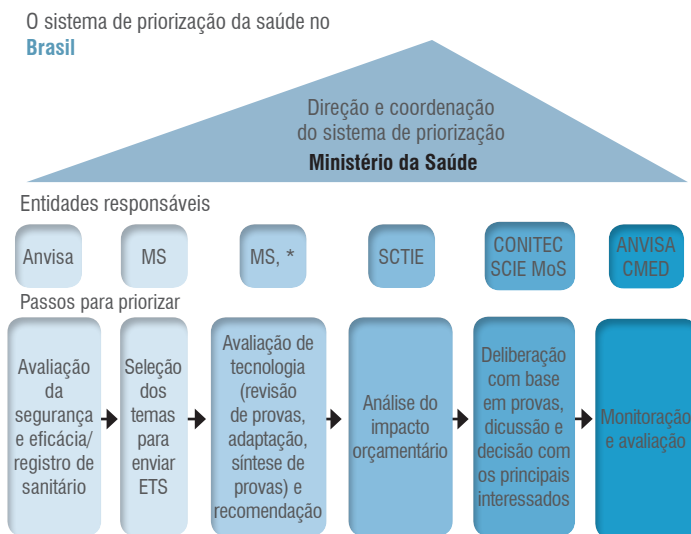 O sistema de priorização da saúde no
Brasil
Direção e coordenação
do sistema de priorização
Ministério da Saúde
Entidades responsáveis
Anvisa
MS
MS, *
SCTIE
CONITEC
SCIE MoS
ANVISA
CMED
Passos para priorizar
Avaliação
da
segurança
e eficácia/
registro de
sanitário
Seleção
dos
temas
para
enviar
ETS
Avaliação de
tecnologia
(revisão
de provas,
adaptação,
síntese de
provas) e
recomendação
Análise do
impacto
orçamentário
Deliberação
com base
em provas,
dicussão e
decisão com
os principais
interessados
Monitoração
e avaliação